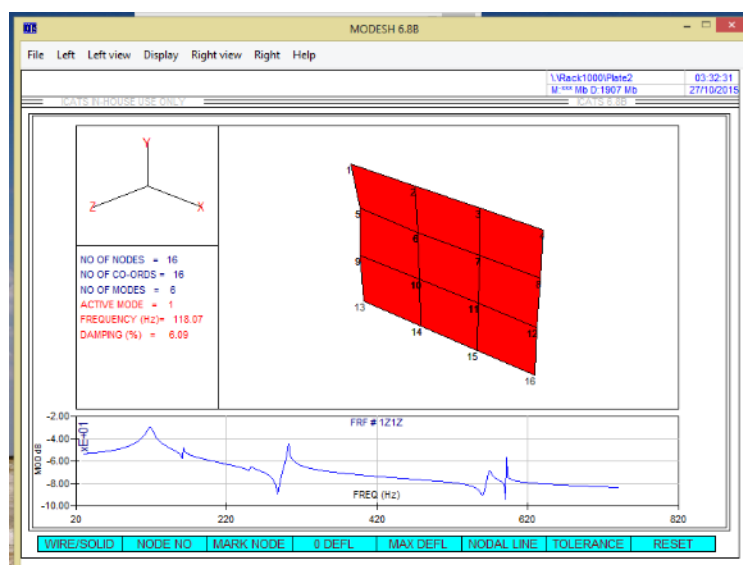 MODESH 6.8B
File Left Left view Display Right view Right Help
\.\Rack1000\Plate2 03:32:31
M:*** Mb D:1907 Mb 27/10/2015
ICATS IN-HOUSE USE ONLY ICATS 6.8B
Y
Z X
NO OF NODES = 16
NO OF CO-ORDS = 16
NO OF MODES = 6
ACTIVE MODE = 1
FREQUENCY (Hz)= 118.07
DAMPING (%) = 6.09
1
2
3
4
5
6
7
8
9
10
11
12
13
14
15
16
FRF # 1Z1Z
xE+01
MOD dB
-2.00
-4.00
-6.00
-8.00
-10.00
FREQ (Hz)
20 220 420 620 820
WIRE/SOLID NODE NO MARK NODE 0 DEFL MAX DEFL NODAL LINE TOLERANCE RESET